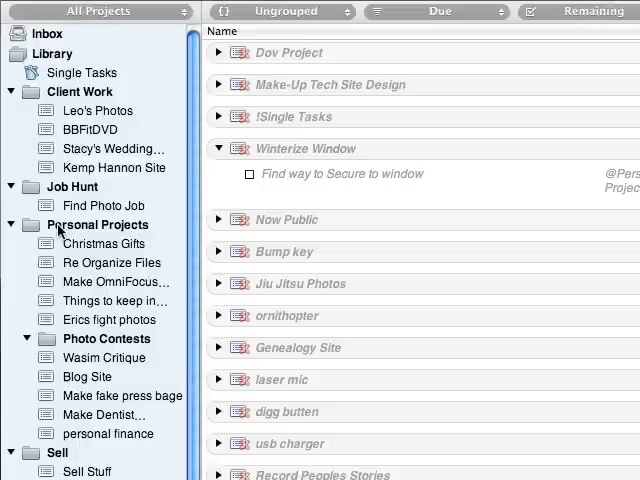 All Projects
{} Ungrouped
Due
Remaining
Inbox
Library
Single Tasks
Client Work
Leo's Photos
BBFitDVD
Stacy's Wedding...
Kemp Hannon Site
Job Hunt
Find Photo Job
Personal Projects
Christmas Gifts
Re Organize Files
Make OmniFocus...
Things to keep in...
Erics fight photos
Photo Contests
Wasim Critique
Blog Site
Make fake press bage
Make Dentist...
personal finance
Sell
Sell Stuff
Name
Dov Project
Make-Up Tech Site Design
!Single Tasks
Winterize Window
Find way to Secure to window
@Pers
Projec
Now Public
Bump key
Jiu Jitsu Photos
ornithopter
Genealogy Site
laser mic
digg butten
usb charger
Record Peoples Stories